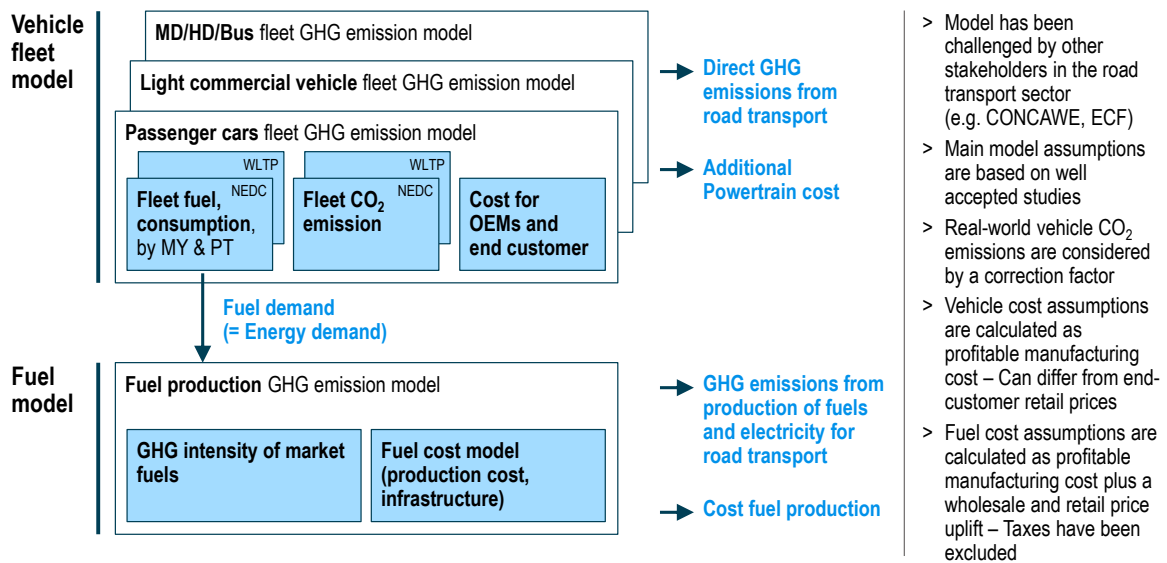 Vehicle
fleet
model
MD/HD/Bus fleet GHG emission model
Light commercial vehicle fleet GHG emission model
Passenger cars fleet GHG emission model
WLTP
NEDC
Fleet fuel,
consumption,
by MY & PT
WLTP
NEDC
Fleet CO₂
emission
Cost for
OEMs and
end customer
Direct GHG
emissions from
road transport
Additional
Powertrain cost
Fuel demand
(= Energy demand)
Fuel
model
Fuel production GHG emission model
GHG intensity of market
fuels
Fuel cost model
(production cost,
infrastructure)
GHG emissions from
production of fuels
and electricity for
road transport
Cost fuel production
> Model has been
challenged by other
stakeholders in the road
transport sector
(e.g. CONCAWE, ECF)
> Main model assumptions
are based on well
accepted studies
> Real-world vehicle CO₂
emissions are considered
by a correction factor
> Vehicle cost assumptions
are calculated as
profitable manufacturing
cost – Can differ from end-
customer retail prices
> Fuel cost assumptions are
calculated as profitable
manufacturing cost plus a
wholesale and retail price
uplift – Taxes have been
excluded